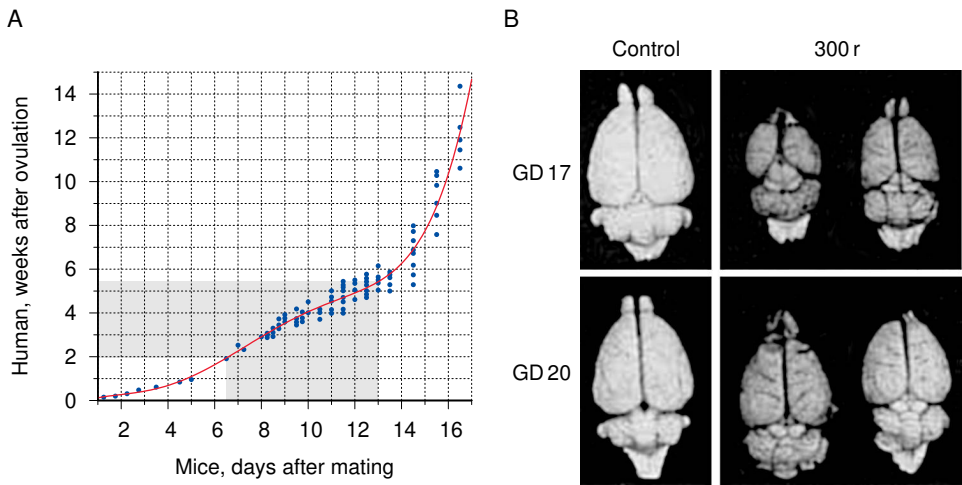 A
Human, weeks after ovulation
14
12
10
8
6
4
2
0
2 4 6 8 10 12 14 16
Mice, days after mating
B
Control 300 r
GD 17
GD 20